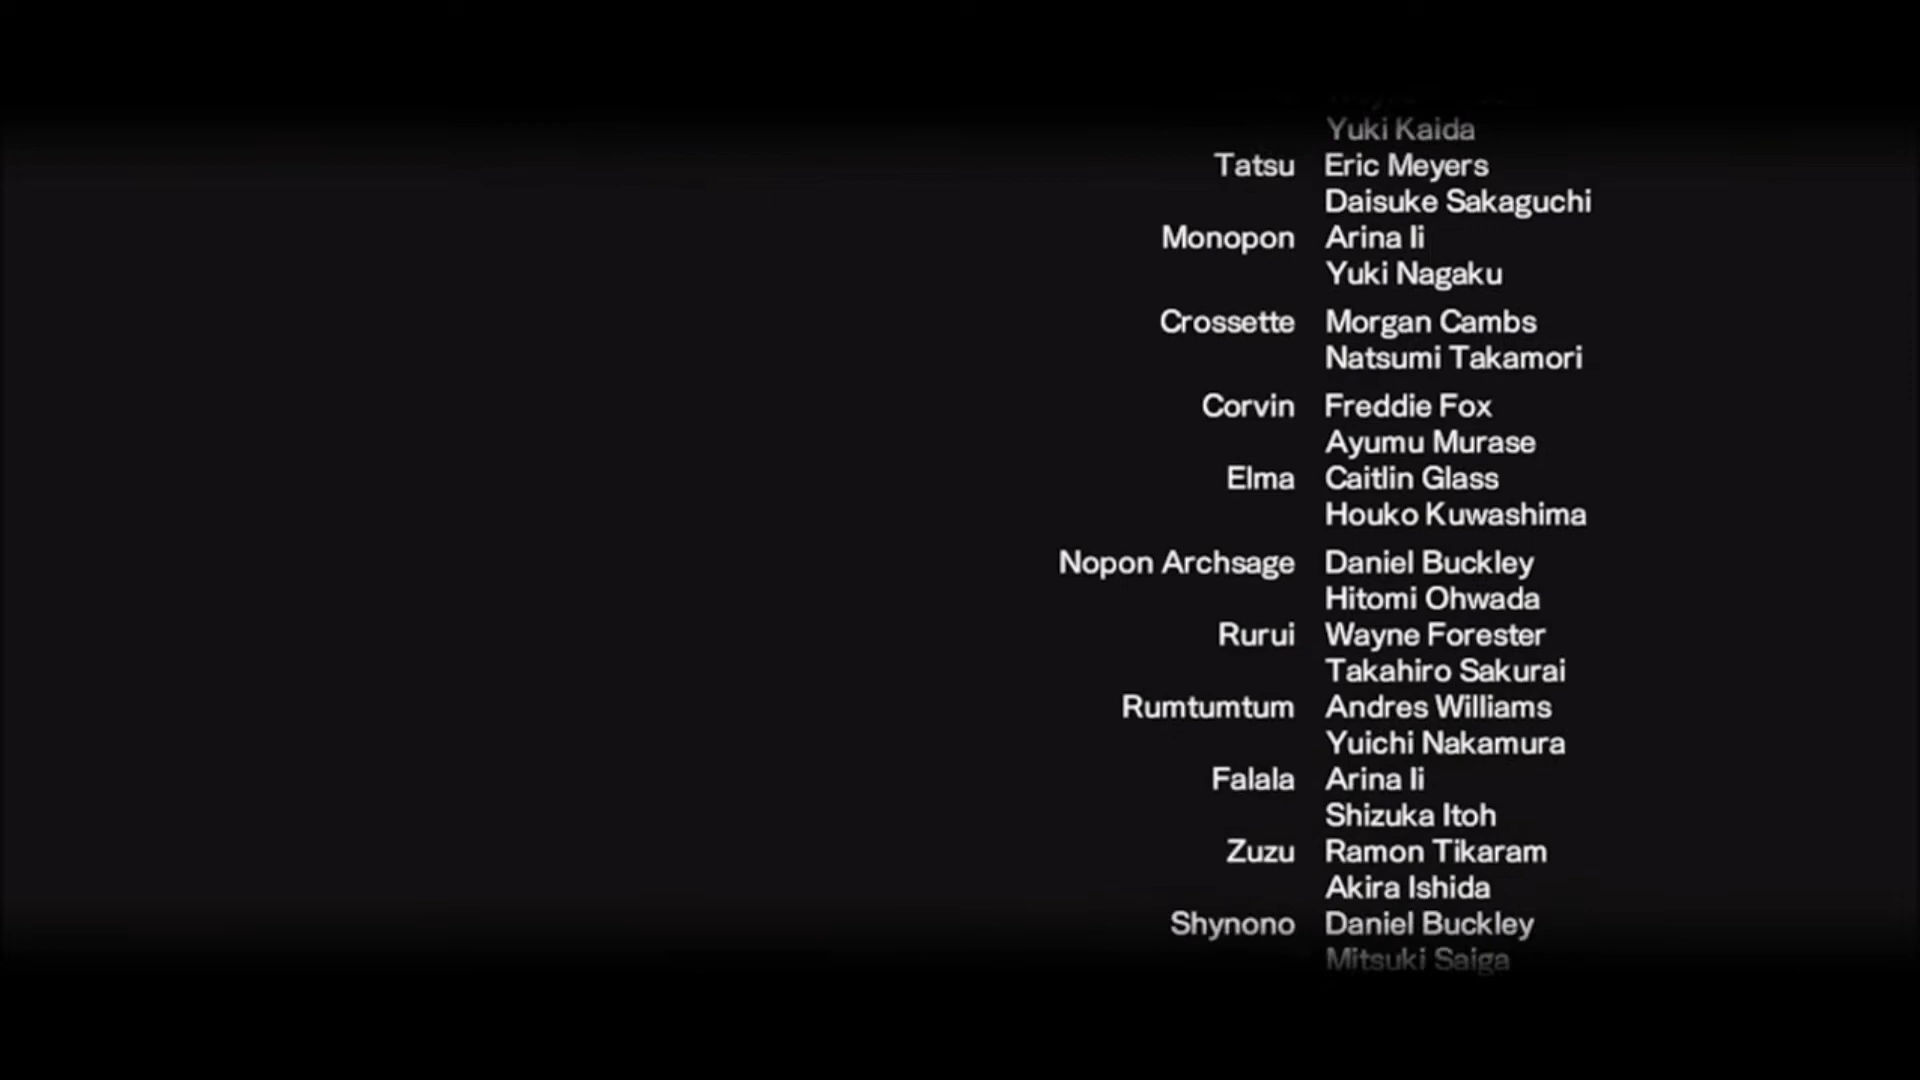 Yuki Kaida
Tatsu Eric Meyers
Daisuke Sakaguchi
Monopon Arina Ii
Yuki Nagaku
Crossette Morgan Cambs
Natsumi Takamori
Corvin Freddie Fox
Ayumu Murase
Elma Caitlin Glass
Houko Kuwashima
Nopon Archsage Daniel Buckley
Hitomi Ohwada
Rurui Wayne Forester
Takahiro Sakurai
Rumtumtum Andres Williams
Yuichi Nakamura
Falala Arina Ii
Shizuka Itoh
Zuzu Ramon Tikaram
Akira Ishida
Shynono Daniel Buckley
Mitsuki Saiga